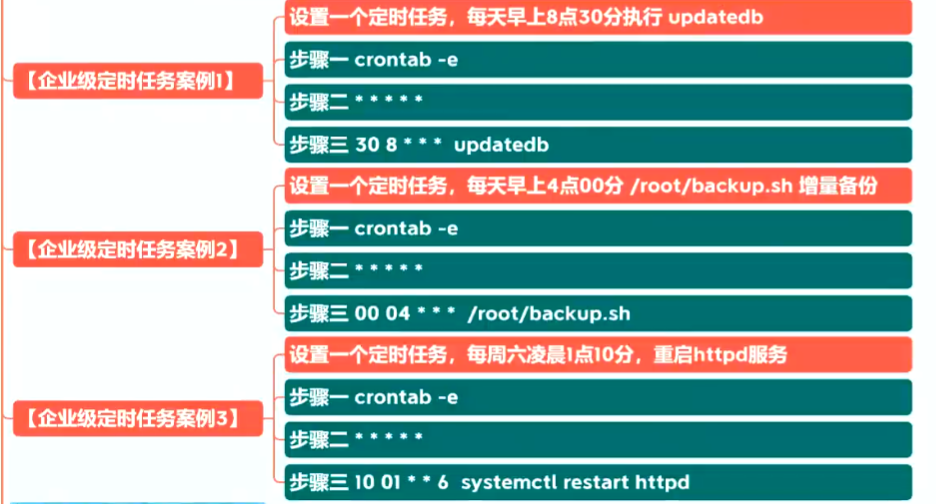 【企业级定时任务案例1】
设置一个定时任务，每天早上8点30分执行 updatedb
步骤一 crontab -e
步骤二 * * * * *
步骤三 30 8 * * *  updatedb
【企业级定时任务案例2】
设置一个定时任务，每天早上4点00分 /root/backup.sh 增量备份
步骤一 crontab -e
步骤二 * * * * *
步骤三 00 04 * * *  /root/backup.sh
【企业级定时任务案例3】
设置一个定时任务，每周六凌晨1点10分，重启httpd服务
步骤一 crontab -e
步骤二 * * * * *
步骤三 10 01 * * 6  systemctl restart httpd